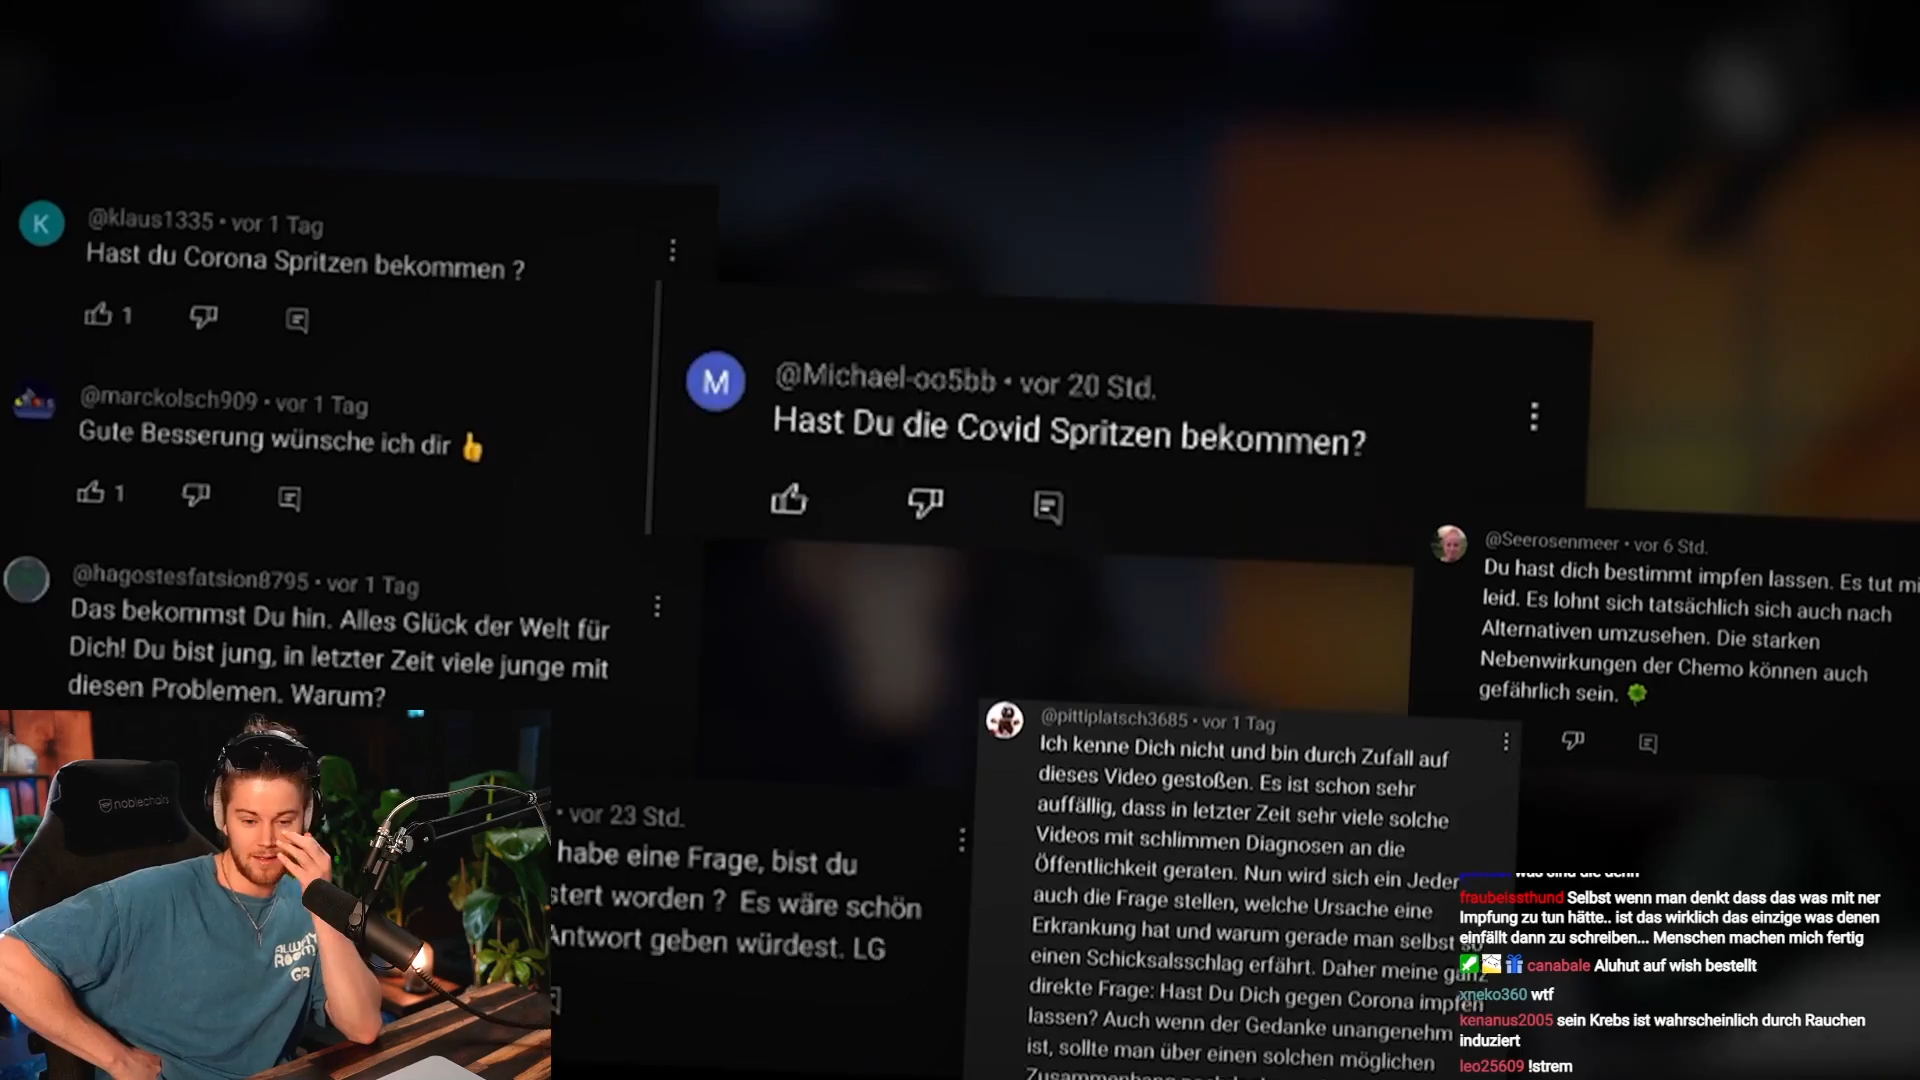 @klaus1335 • vor 1 Tag
Hast du Corona Spritzen bekommen ?
1
@marckolsch909 • vor 1 Tag
Gute Besserung wünsche ich dir 👍
1
@hagostesfatsion8795 • vor 1 Tag
Das bekommst Du hin. Alles Glück der Welt für
Dich! Du bist jung, in letzter Zeit viele junge mit
diesen Problemen. Warum?
K
M
@Michael-oo5bb • vor 20 Std.
Hast Du die Covid Spritzen bekommen?
@Seerosenmeer • vor 6 Std.
Du hast dich bestimmt impfen lassen. Es tut mi
leid. Es lohnt sich tatsächlich sich auch nach
Alternativen umzusehen. Die starken
Nebenwirkungen der Chemo können auch
gefährlich sein. 🍀
• vor 23 Std.
habe eine Frage, bist du
stert worden ? Es wäre schön
Antwort geben würdest. LG
@pittiplatsch3685 • vor 1 Tag
Ich kenne Dich nicht und bin durch Zufall auf
dieses Video gestoßen. Es ist schon sehr
auffällig, dass in letzter Zeit sehr viele solche
Videos mit schlimmen Diagnosen an die
Öffentlichkeit geraten. Nun wird sich ein Jeder
auch die Frage stellen, welche Ursache eine
Erkrankung hat und warum gerade man selbst so
einen Schicksalsschlag erfährt. Daher meine ganz
direkte Frage: Hast Du Dich gegen Corona impfen
lassen? Auch wenn der Gedanke unangenehm
ist, sollte man über einen solchen möglichen
noblechairs
ALWAYS
ROOM
GR
was sind die denn
fraubeissthund Selbst wenn man denkt dass das was mit ner
Impfung zu tun hätte.. ist das wirklich das einzige was denen
einfällt dann zu schreiben... Menschen machen mich fertig
canabale Aluhut auf wish bestellt
xneko360 wtf
kenanus2005 sein Krebs ist wahrscheinlich durch Rauchen
induziert
leo25609 !strem